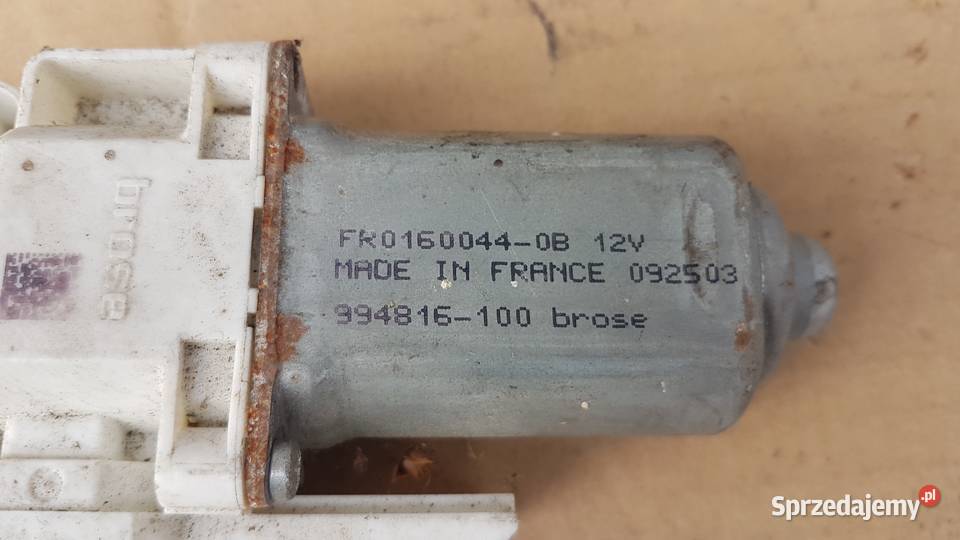 brose
FR0160044-0B 12V
MADE IN FRANCE 092503
994816-100 brose
Sprzedajemy.pl